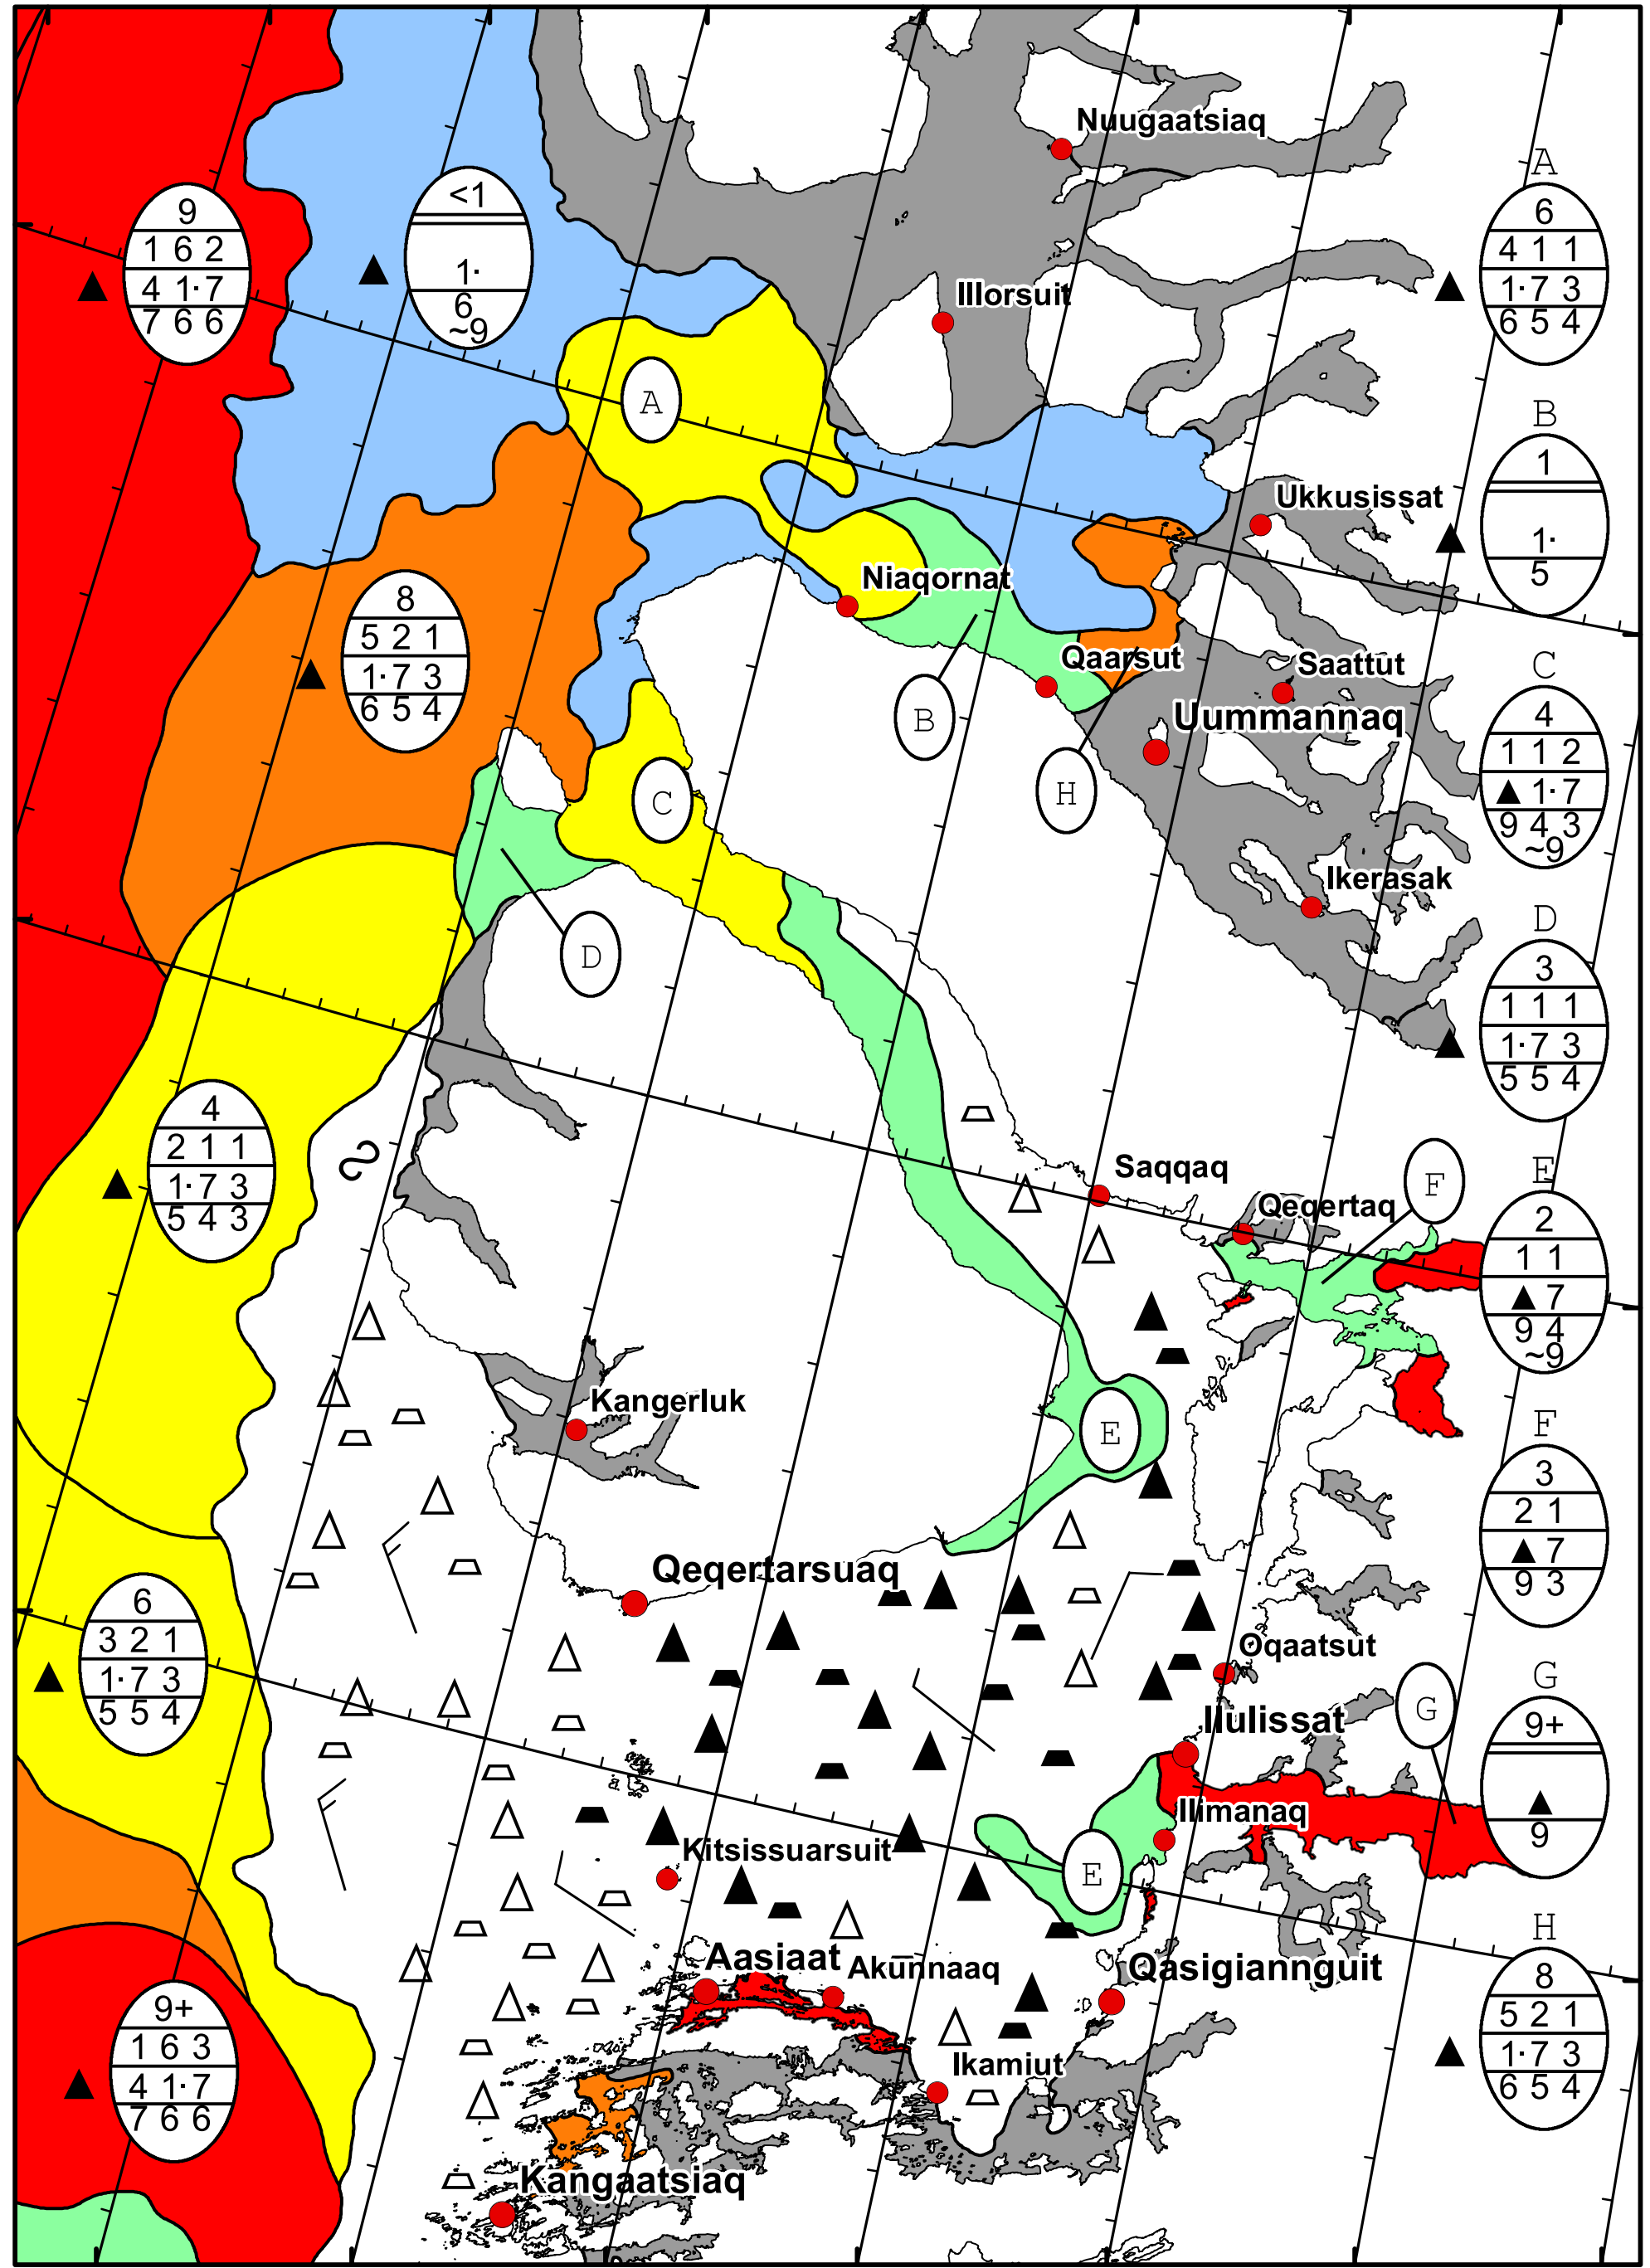 Nuugaatsiaq
A
9
1 6 2
4 1· 7
7 6 6
<1
1·
6
~9
6
4 1 1
1· 7 3
6 5 4
Illorsuit
A
B
1
1·
5
Ukkusissat
Niaqornat
8
5 2 1
1· 7 3
6 5 4
Qaarsut
Saattut
Uummannaq
B
H
C
C
4
1 1 2
▲ 1· 7
9 4 3
~9
Ikerasak
D
D
3
1 1 1
1· 7 3
5 5 4
4
2 1 1
1· 7 3
5 4 3
Saqqaq
Qeqertaq
F
E
2
1 1
▲ 7
9 4
~9
Kangerluk
E
F
3
2 1
▲ 7
9 3
Qeqertarsuaq
6
3 2 1
1· 7 3
5 5 4
Oqaatsut
Ilulissat
G
G
9+
▲
9
Ilimanaq
Kitsissuarsuit
E
Aasiaat
Akunnaaq
Qasigiannguit
H
8
5 2 1
1· 7 3
6 5 4
9+
1 6 3
4 1· 7
7 6 6
Ikamiut
Kangaatsiaq